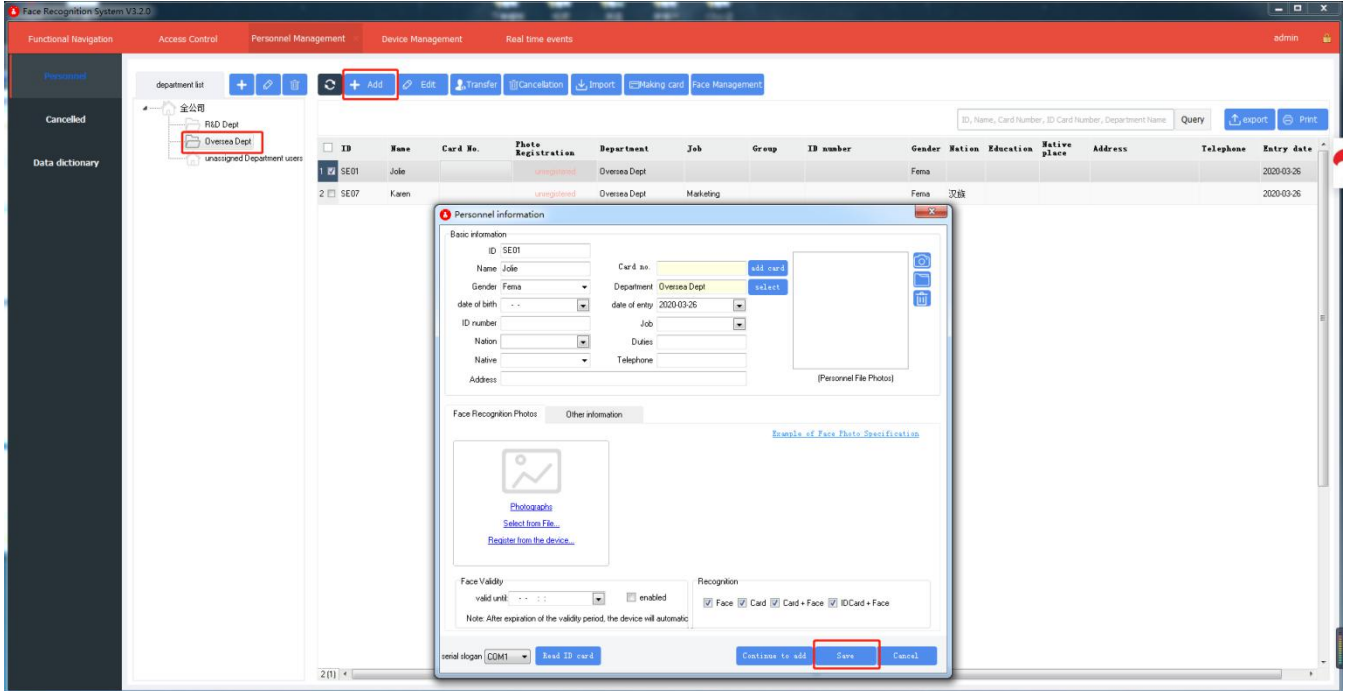 Face Recognition System V3.2.0
Functional Navigation Access Control Personnel Management Device Management Real time events admin
Personnel
Cancelled
Data dictionary
department list
Add Edit Transfer Cancellation Import Making card Face Management
全公司
R&D Dept
Oversea Dept
unassigned Department users
ID, Name, Card Number, ID Card Number, Department Name Query export Print
ID Name Card No. Photo Registration Department Job Group ID number Gender Nation Education Native place Address Telephone Entry date
1 SE01 Jolie unregistered Oversea Dept Fema 2020-03-26
2 SE07 Karen unregistered Oversea Dept Marketing Fema 汉族 2020-03-26
Personnel information
Basic information
ID SE01
Name Jolie Card no. add card
Gender Fema Department Oversea Dept select
date of birth - - date of entry 2020-03-26
ID number Job
Nation Duties
Native Telephone
Address
(Personnel File Photos)
Face Recognition Photos Other information
Example of Face Photo Specification
Photographs
Select from File...
Register from the device...
Face Validity
valid until: - - : : enabled
Note: After expiration of the validity period, the device will automatic
Recognition
Face Card Card + Face IDCard + Face
serial slogan COM1 Read ID card Continue to add Save Cancel
2(1)